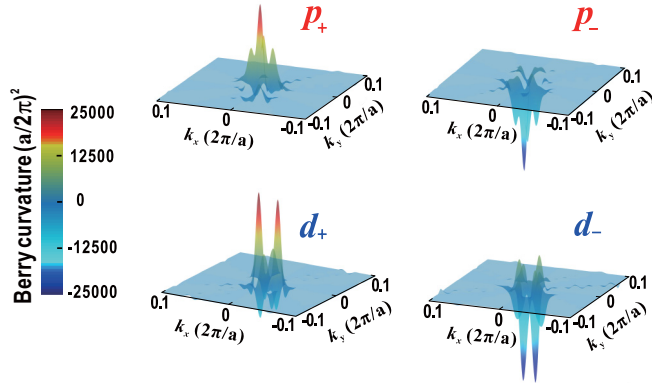 p+
p−
Berry curvature (a/2π)²
25000
12500
0
-12500
-25000
0.1
0
-0.1
kx (2π/a)
-0.1
0
0.1
ky (2π/a)
0.1
0
-0.1
kx (2π/a)
-0.1
0
0.1
ky (2π/a)
d+
d−
0.1
0
-0.1
kx (2π/a)
-0.1
0
0.1
ky (2π/a)
0.1
0
-0.1
kx (2π/a)
-0.1
0
0.1
ky (2π/a)